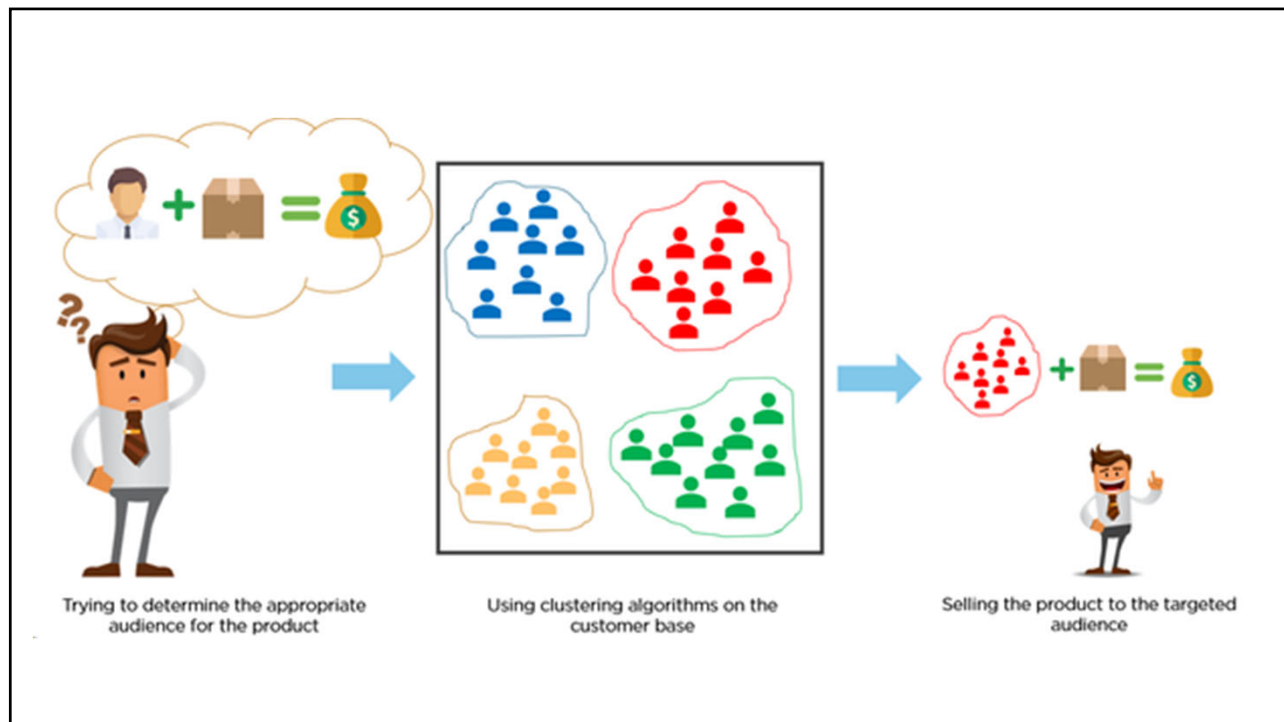 ??
$
Trying to determine the appropriate
audience for the product
Using clustering algorithms on the
customer base
$
Selling the product to the targeted
audience